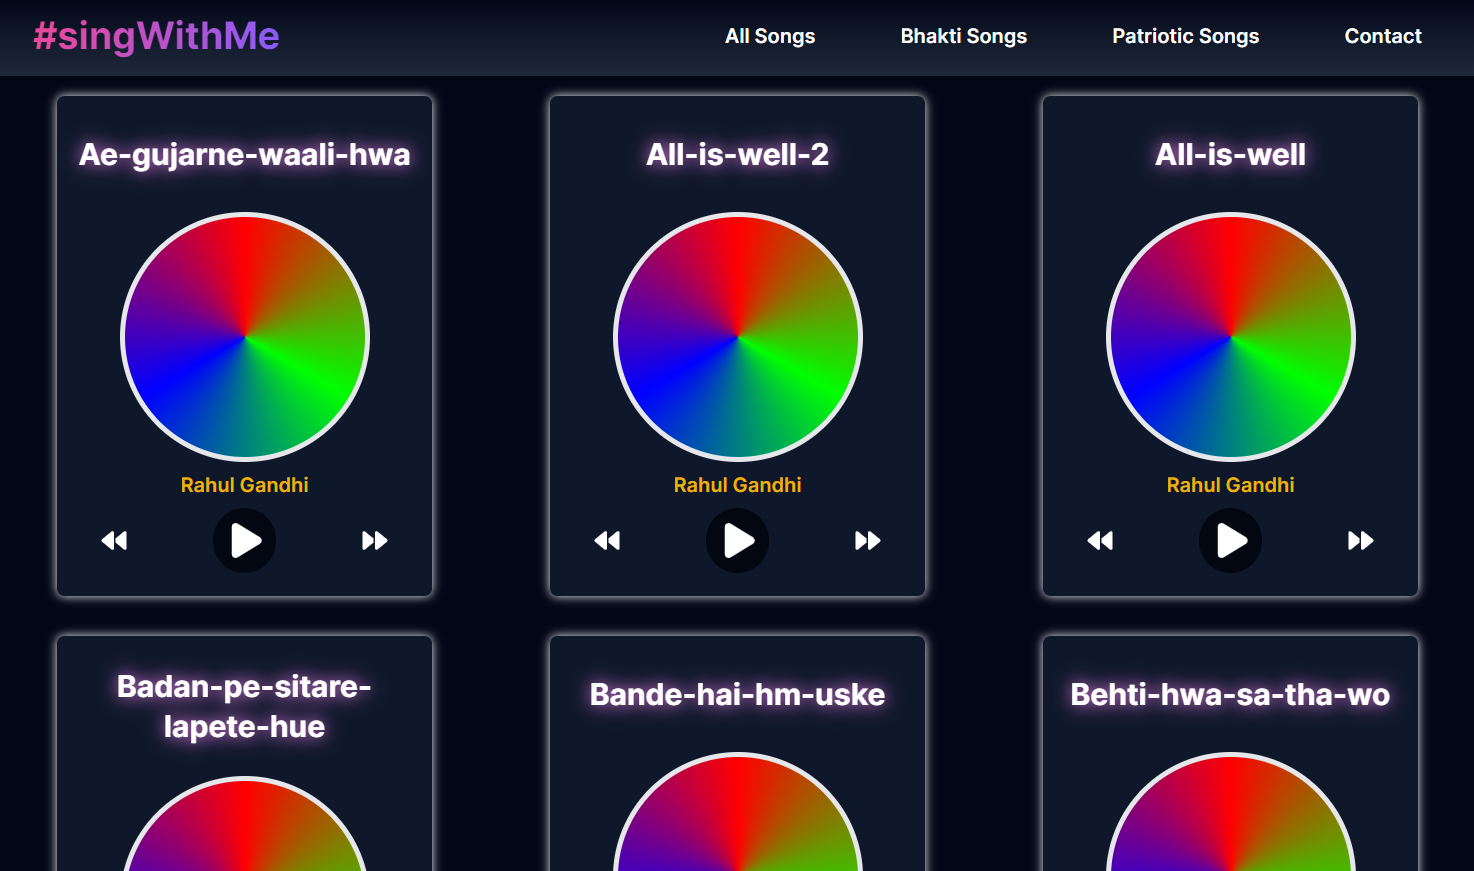 #singWithMe
All Songs
Bhakti Songs
Patriotic Songs
Contact
Ae-gujarne-waali-hwa
All-is-well-2
All-is-well
Rahul Gandhi
Rahul Gandhi
Rahul Gandhi
Badan-pe-sitare-
lapete-hue
Bande-hai-hm-uske
Behti-hwa-sa-tha-wo